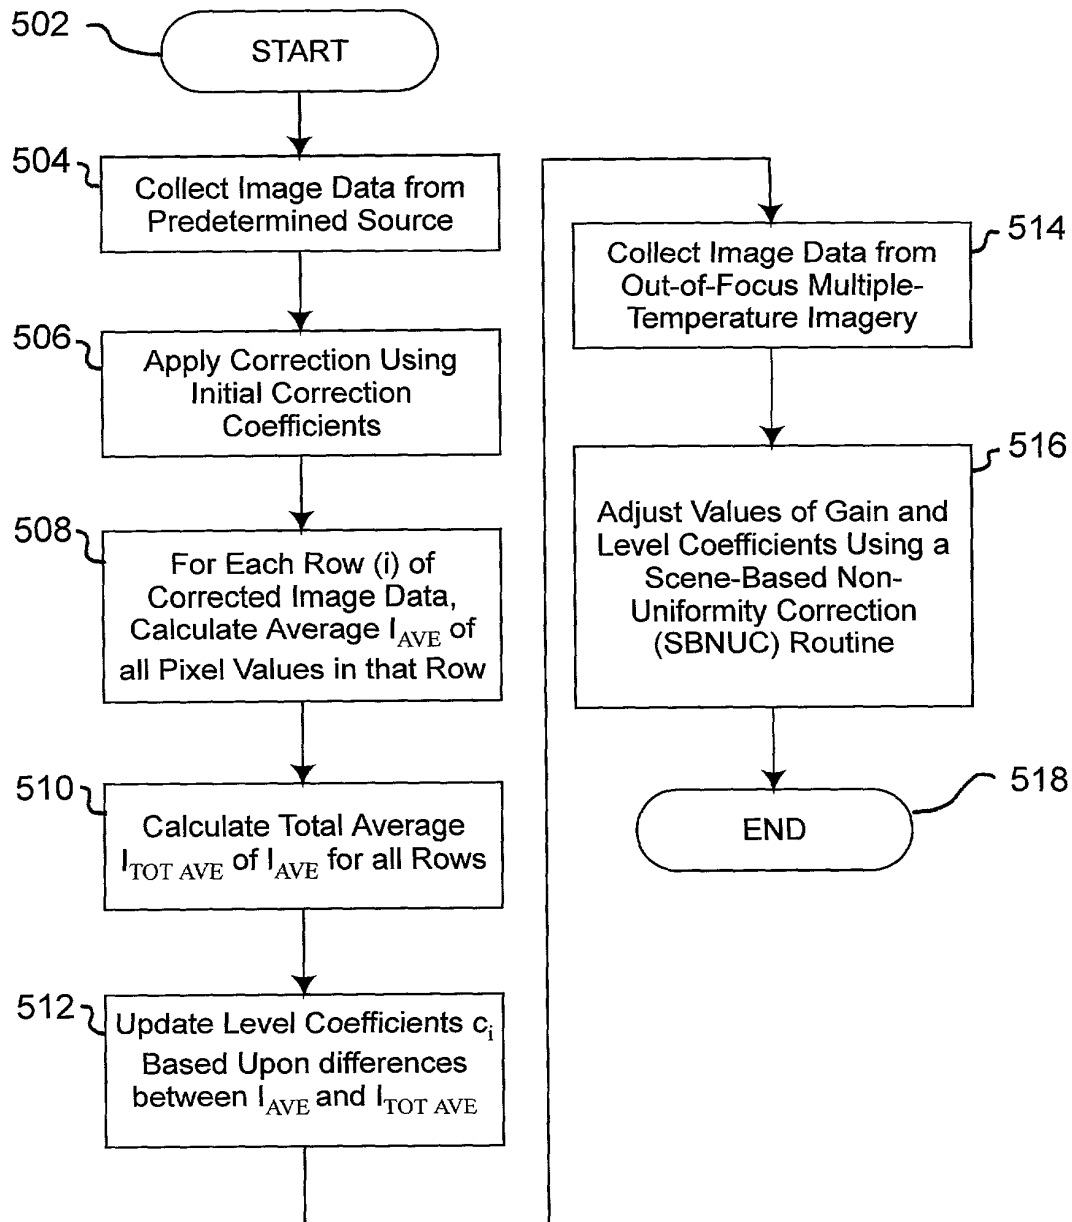 502
START
504
Collect Image Data from
Predetermined Source
506
Apply Correction Using
Initial Correction
Coefficients
508
For Each Row (i) of
Corrected Image Data,
Calculate Average I_AVE of
all Pixel Values in that Row
510
Calculate Total Average
I_TOT AVE of I_AVE for all Rows
512
Update Level Coefficients c_i
Based Upon differences
between I_AVE and I_TOT AVE
514
Collect Image Data from
Out-of-Focus Multiple-
Temperature Imagery
516
Adjust Values of Gain and
Level Coefficients Using a
Scene-Based Non-
Uniformity Correction
(SBNUC) Routine
518
END